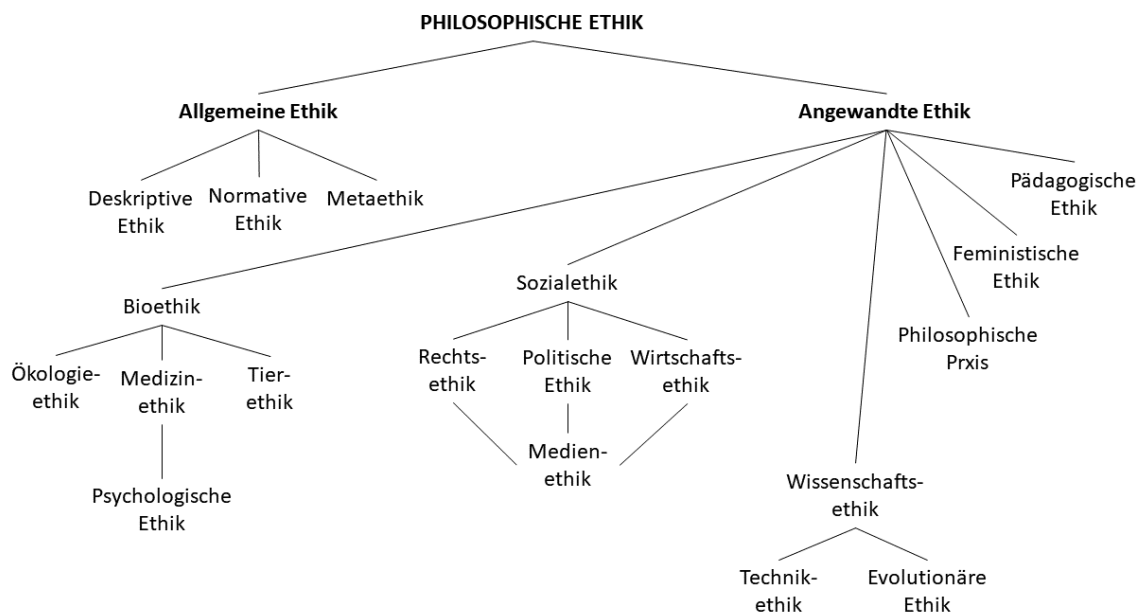 PHILOSOPHISCHE ETHIK
Allgemeine Ethik
Angewandte Ethik
Deskriptive
Ethik
Normative
Ethik
Metaethik
Pädagogische
Ethik
Feministische
Ethik
Philosophische
Prxis
Bioethik
Sozialethik
Ökologie-
ethik
Medizin-
ethik
Tier-
ethik
Rechts-
ethik
Politische
Ethik
Wirtschafts-
ethik
Medien-
ethik
Psychologische
Ethik
Wissenschafts-
ethik
Technik-
ethik
Evolutionäre
Ethik